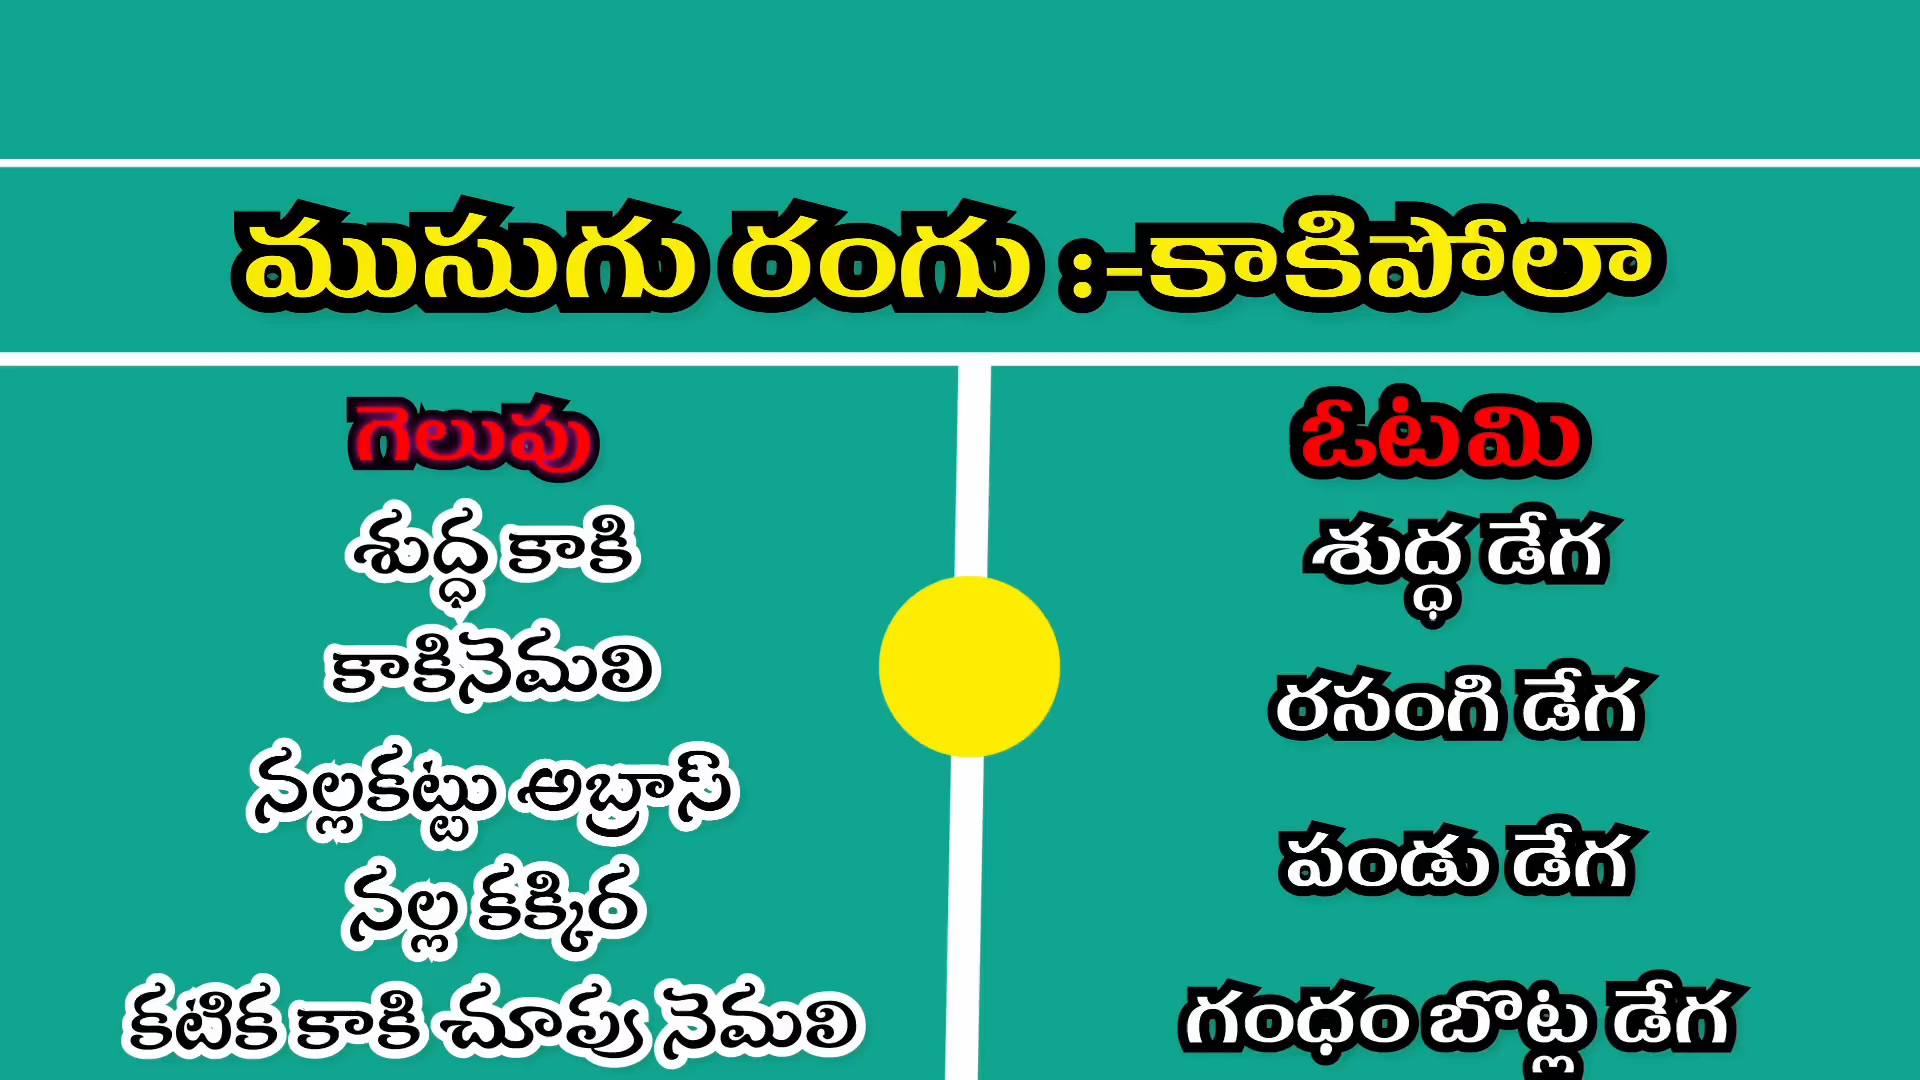 ముసుగు రంగు :-కాకిపోలా
గెలుపు
శుద్ధ కాకి
కాకినెమలి
నల్లకట్టు అబ్రాస్
నల్ల కక్కిర
కటిక కాకి చూపు నెమలి
ఓటమి
శుద్ధ డేగ
రసంగి డేగ
పండు డేగ
గంధం బొట్ల డేగ